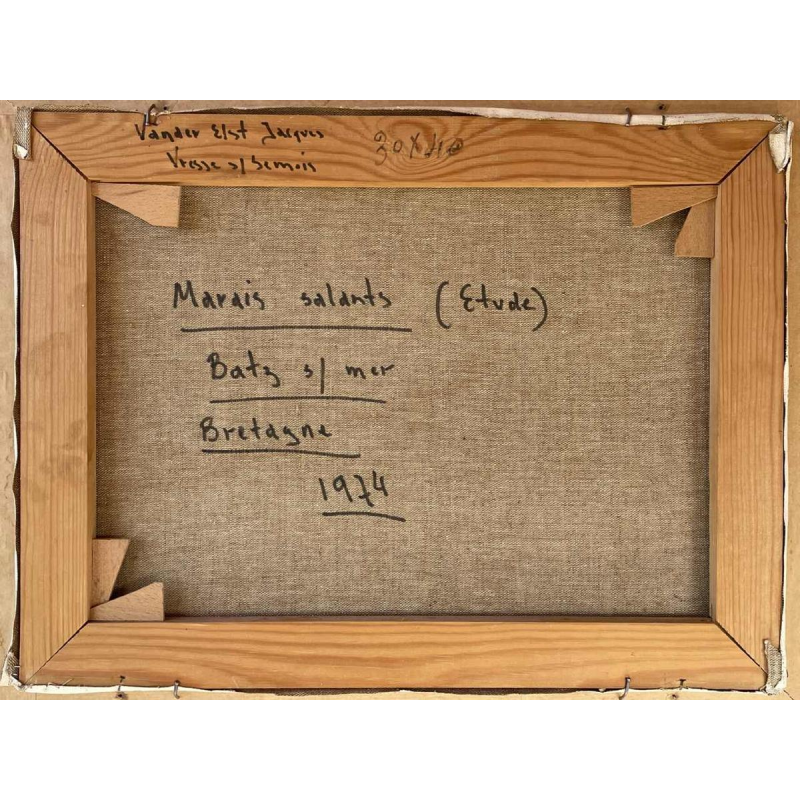 Vander Elst Jacques
30 X 40
Vresse s/ Semois
Marais salants (Etude)
Batz s/ mer
Bretagne
1974